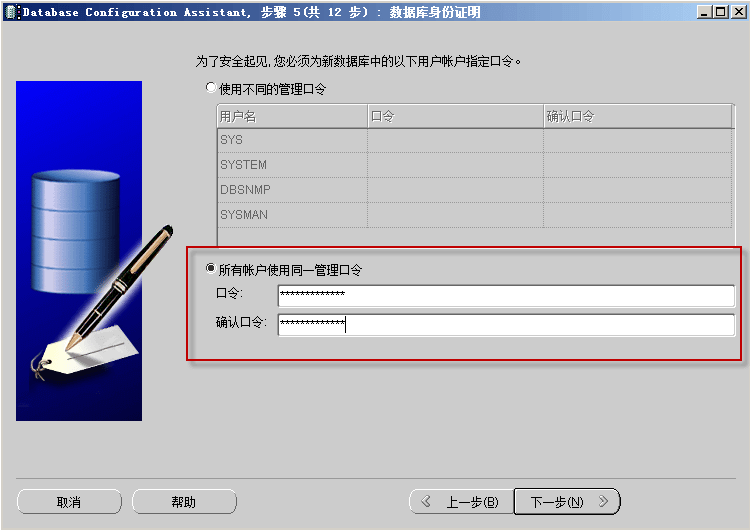 Database Configuration Assistant, 步骤 5(共 12 步) : 数据库身份证明
为了安全起见, 您必须为新数据库中的以下用户帐户指定口令。
使用不同的管理口令
用户名 口令 确认口令
SYS
SYSTEM
DBSNMP
SYSMAN
所有帐户使用同一管理口令
口令: *************
确认口令: *************
取消 帮助 上一步(B) 下一步(N)